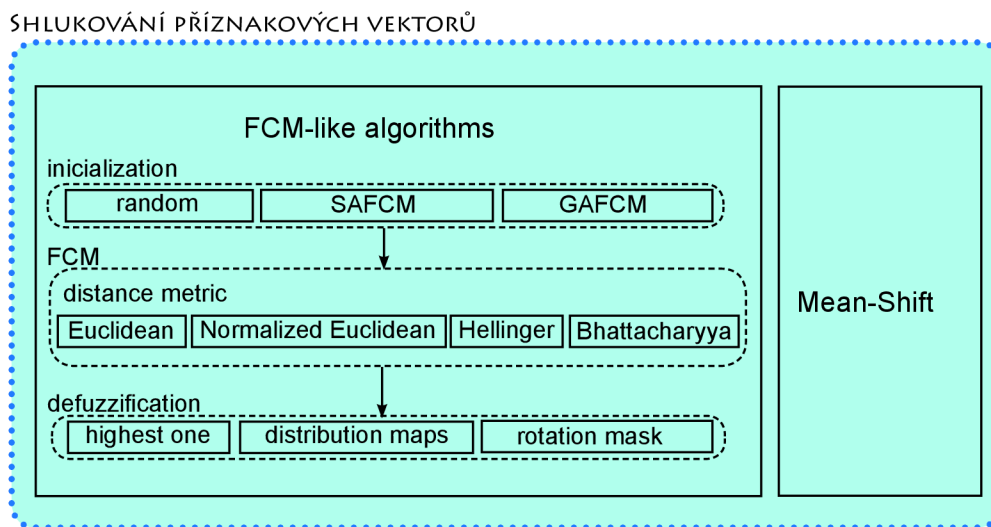 SHLUKOVÁNÍ PŘÍZNAKOVÝCH VEKTORŮ
FCM-like algorithms
inicialization
random SAFCM GAFCM
FCM
distance metric
Euclidean Normalized Euclidean Hellinger Bhattacharyya
defuzzification
highest one distribution maps rotation mask
Mean-Shift